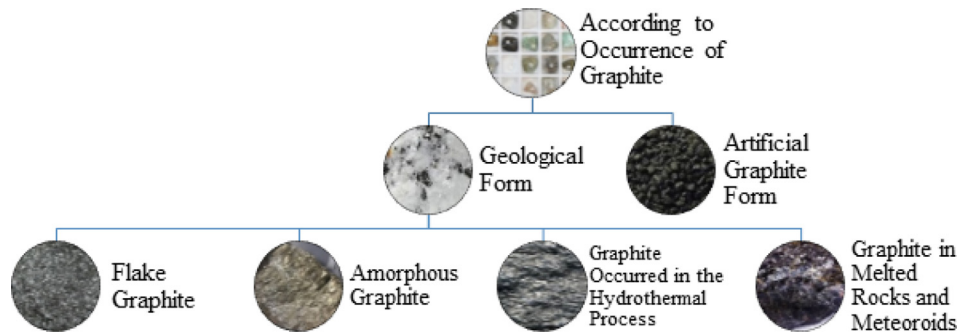 According to
Occurrence of
Graphite
Geological
Form
Artificial
Graphite
Form
Flake
Graphite
Amorphous
Graphite
Graphite
Occurred in the
Hydrothermal
Process
Graphite in
Melted
Rocks and
Meteoroids